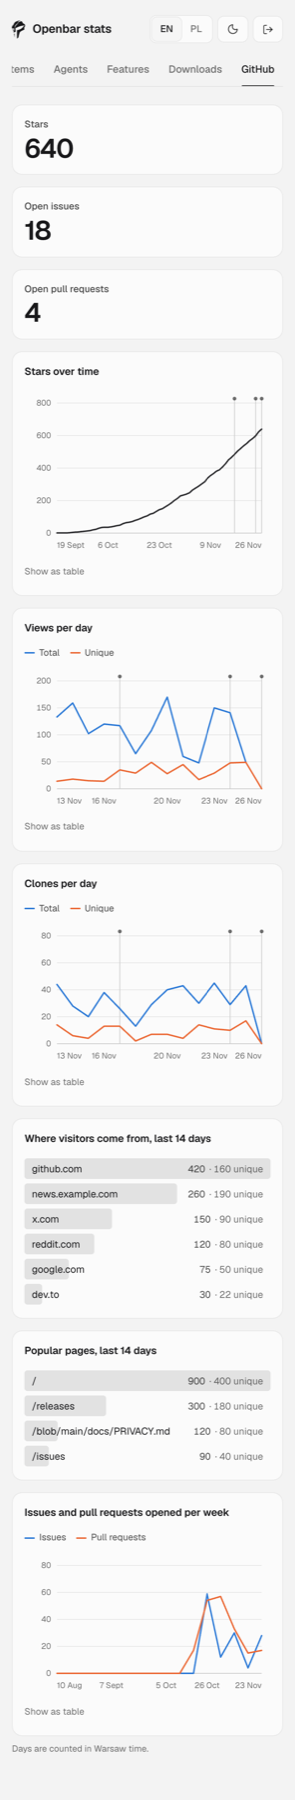 Openbar stats
EN
PL
tems
Agents
Features
Downloads
GitHub
Stars
640
Open issues
18
Open pull requests
4
Stars over time
800
600
400
200
0
19 Sept
6 Oct
23 Oct
9 Nov
26 Nov
Show as table
Views per day
Total
Unique
200
150
100
50
0
13 Nov
16 Nov
20 Nov
23 Nov
26 Nov
Show as table
Clones per day
Total
Unique
80
60
40
20
0
13 Nov
16 Nov
20 Nov
23 Nov
26 Nov
Show as table
Where visitors come from, last 14 days
github.com 420 · 160 unique
news.example.com 260 · 190 unique
x.com 150 · 90 unique
reddit.com 120 · 80 unique
google.com 75 · 50 unique
dev.to 30 · 22 unique
Popular pages, last 14 days
/ 900 · 400 unique
/releases 300 · 180 unique
/blob/main/docs/PRIVACY.md 120 · 80 unique
/issues 90 · 40 unique
Issues and pull requests opened per week
Issues
Pull requests
80
60
40
20
0
10 Aug
7 Sept
5 Oct
26 Oct
23 Nov
Show as table
Days are counted in Warsaw time.